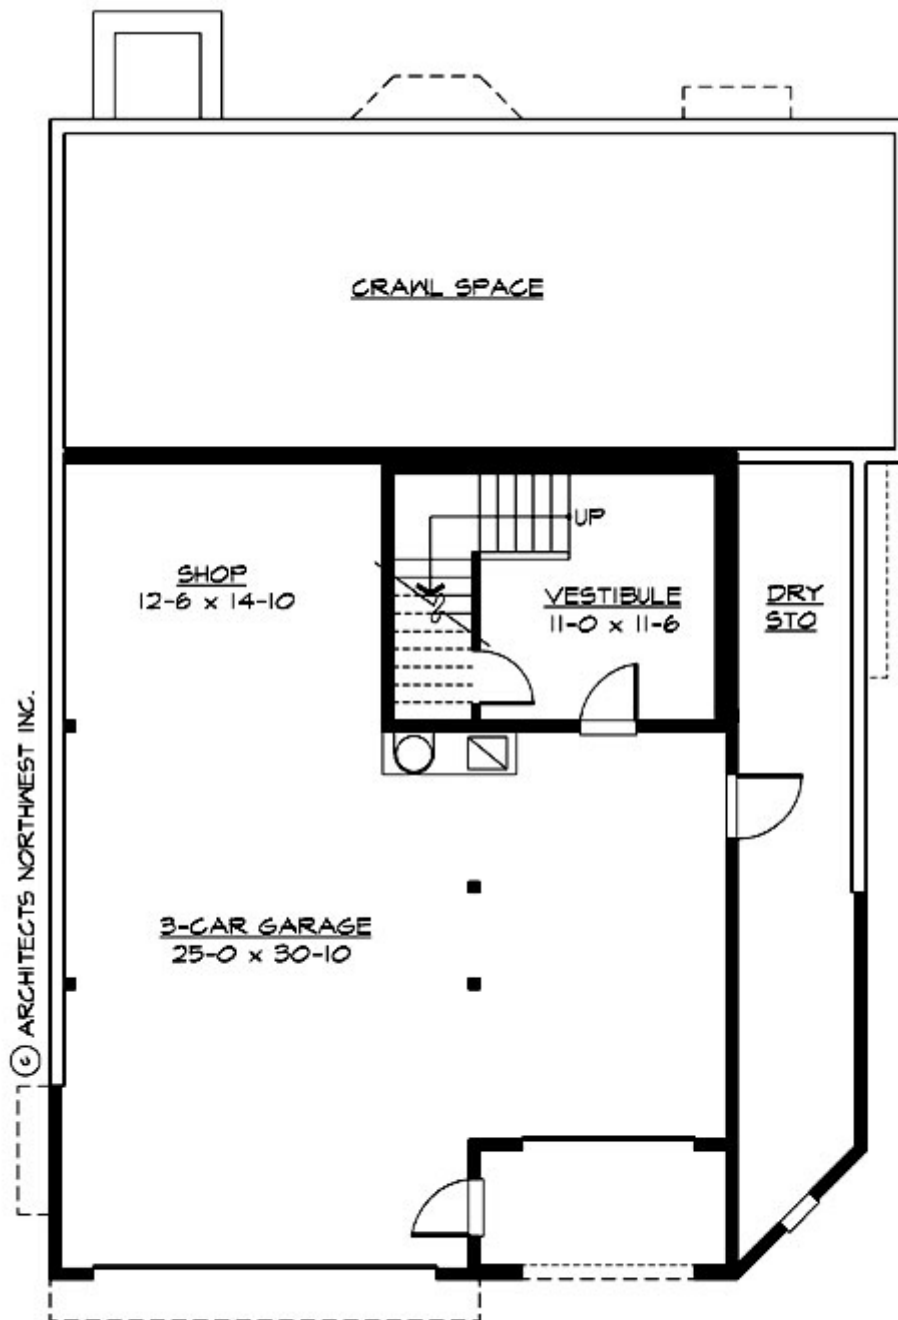 CRAWL SPACE
UP
SHOP
12-6 x 14-10
VESTIBULE
11-0 x 11-6
DRY
STO
3-CAR GARAGE
25-0 x 30-10
© ARCHITECTS NORTHWEST INC.